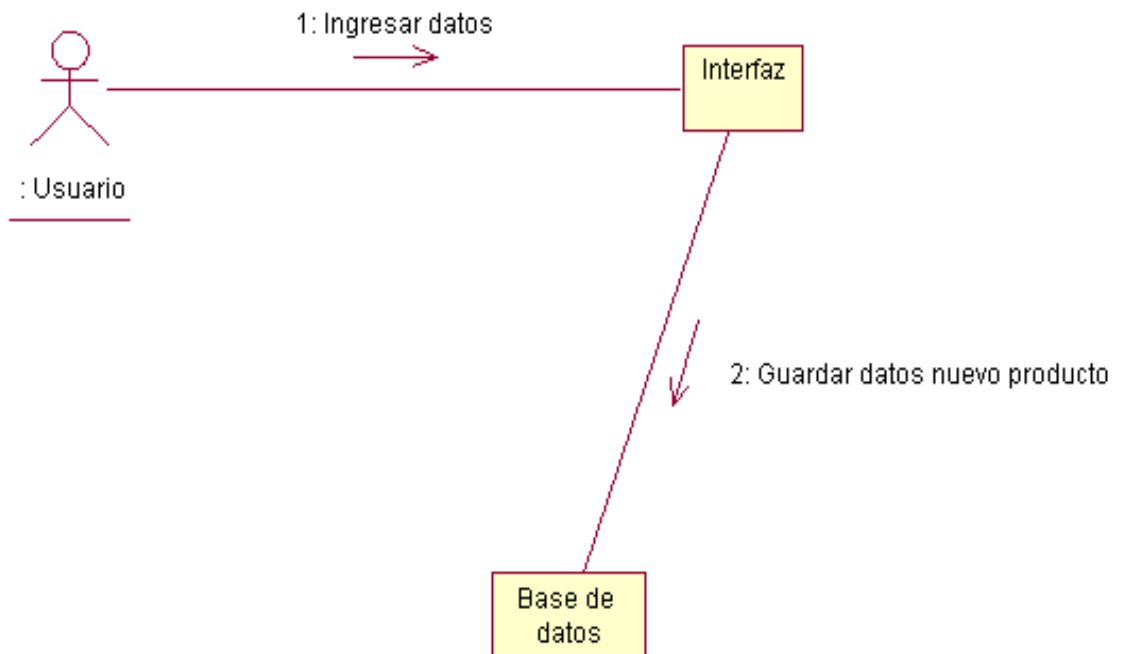 1: Ingresar datos
Interfaz
: Usuario
2: Guardar datos nuevo producto
Base de
datos